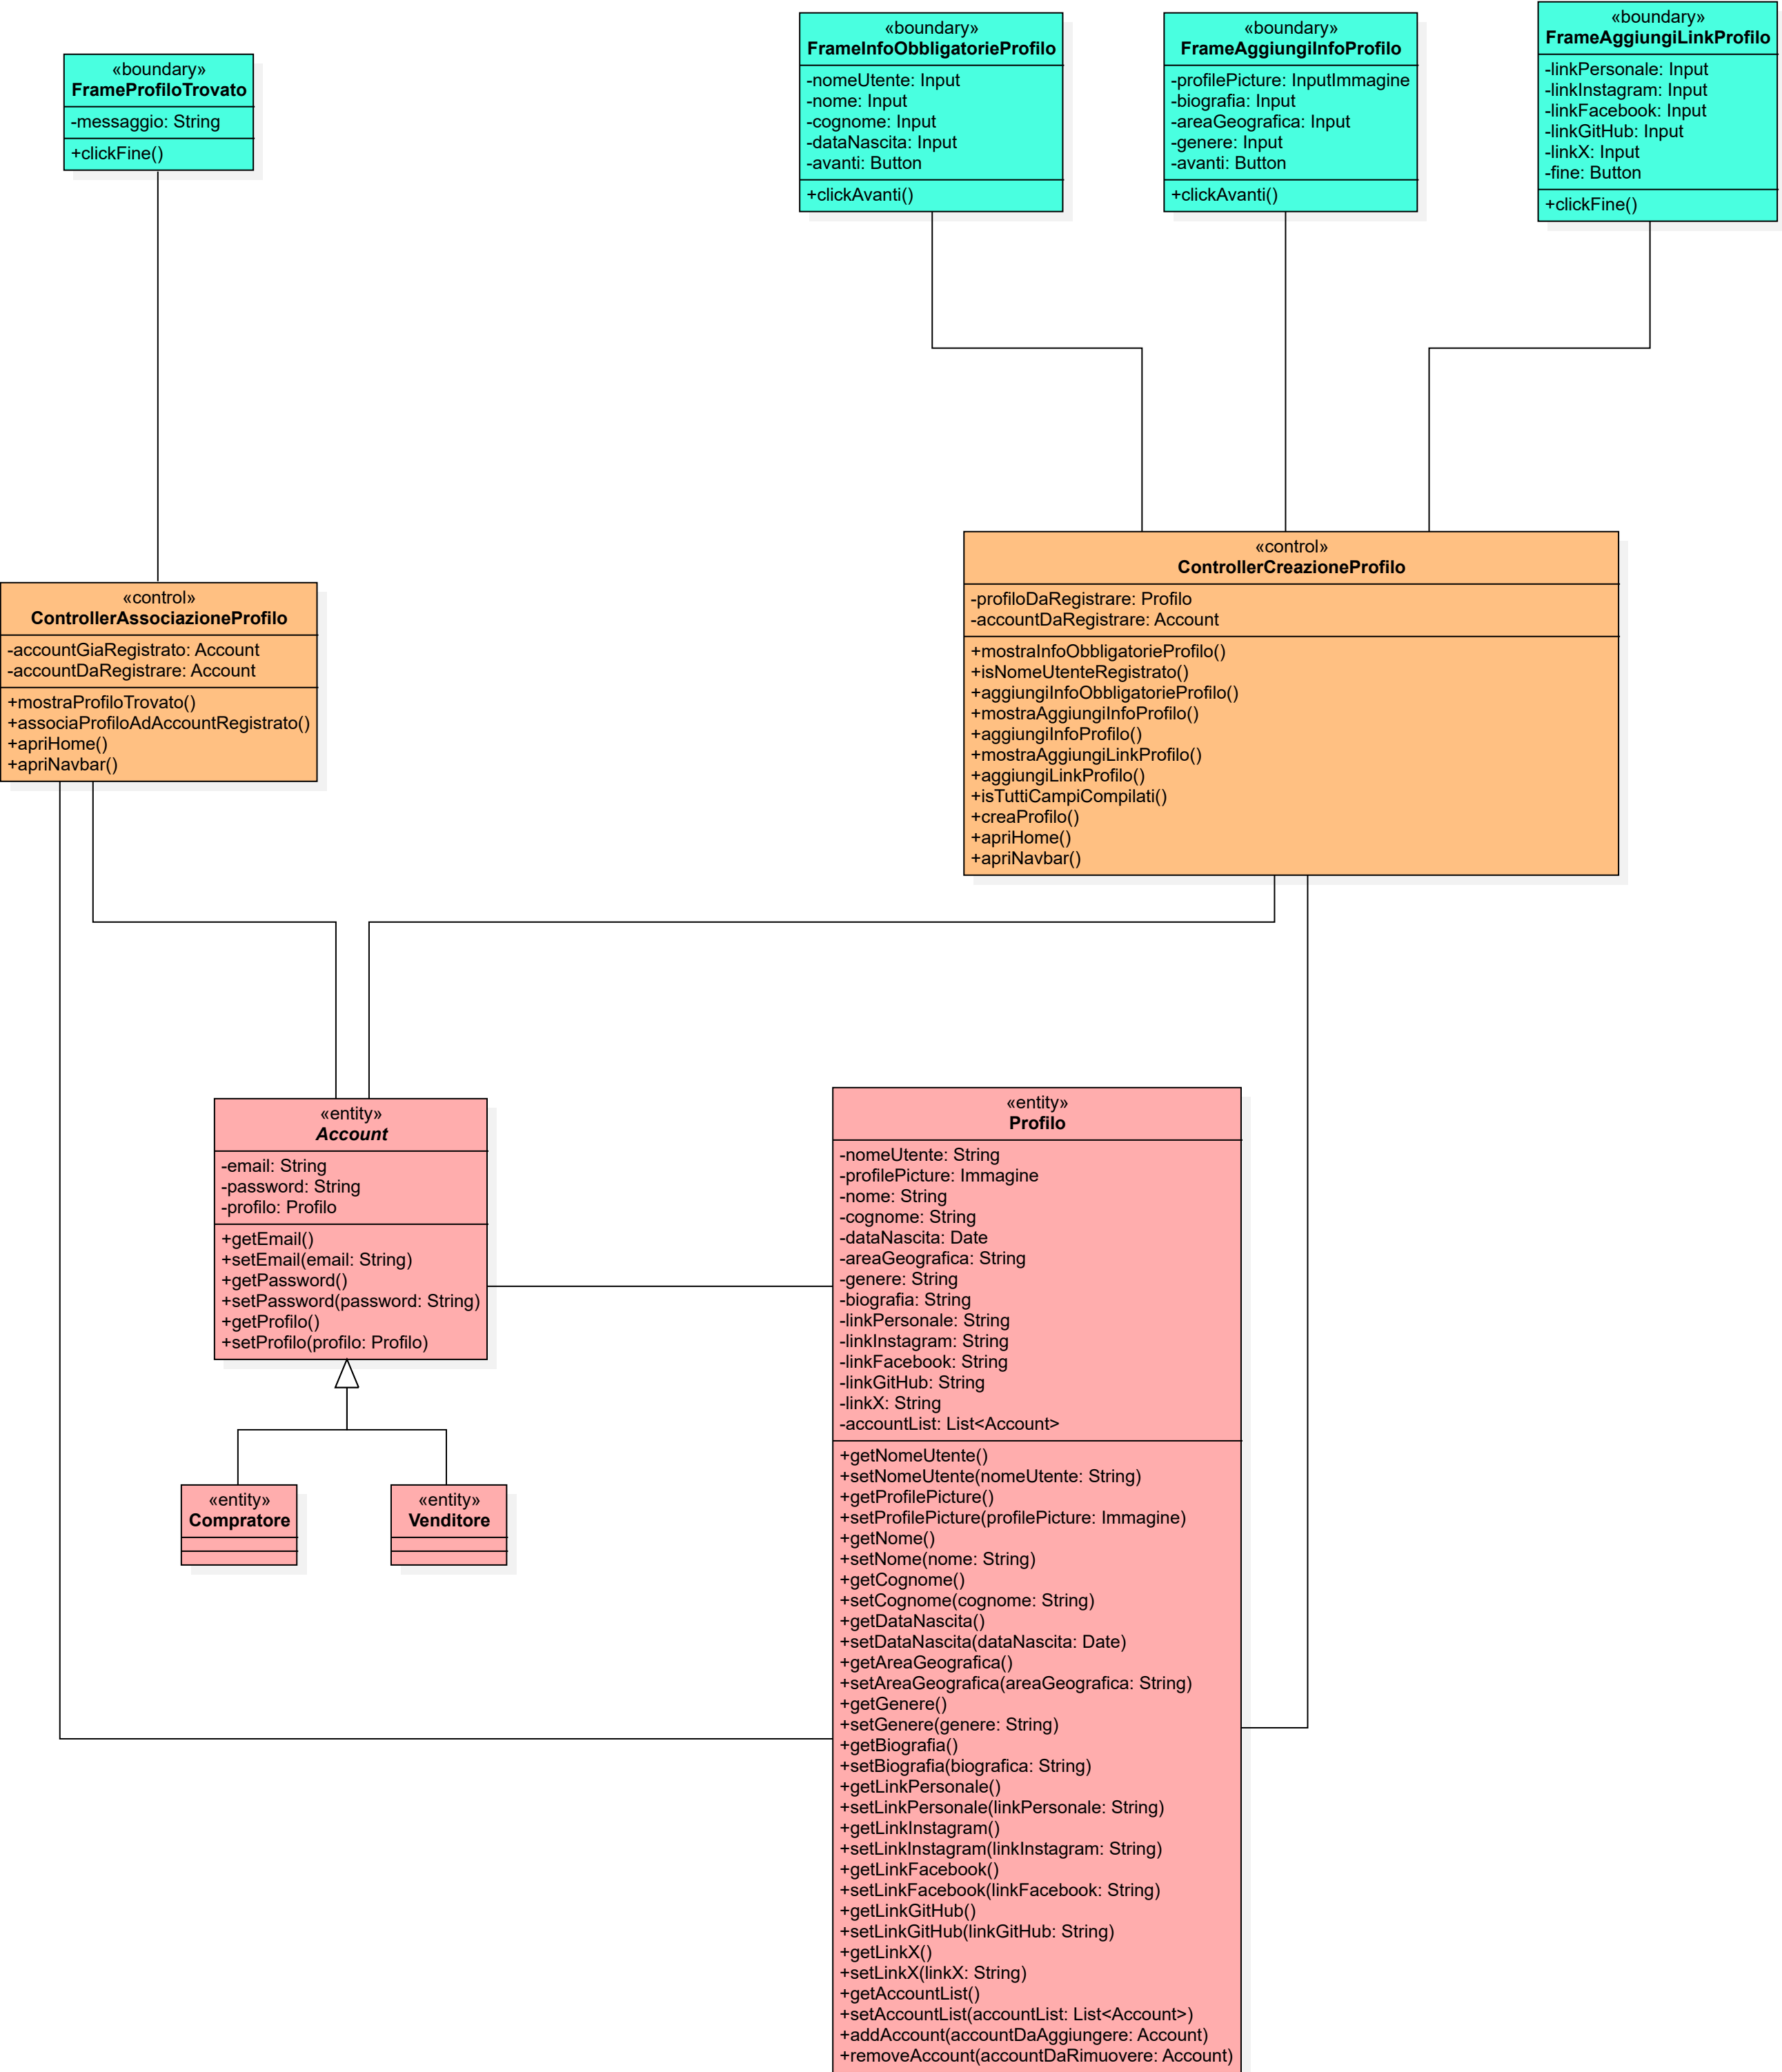 «boundary»
FrameProfiloTrovato
-messaggio: String
+clickFine()
«boundary»
FrameInfoObbligatorieProfilo
-nomeUtente: Input
-nome: Input
-cognome: Input
-dataNascita: Input
-avanti: Button
+clickAvanti()
«boundary»
FrameAggiungiInfoProfilo
-profilePicture: InputImmagine
-biografia: Input
-areaGeografica: Input
-genere: Input
-avanti: Button
+clickAvanti()
«boundary»
FrameAggiungiLinkProfilo
-linkPersonale: Input
-linkInstagram: Input
-linkFacebook: Input
-linkGitHub: Input
-linkX: Input
-fine: Button
+clickFine()
«control»
ControllerAssociazioneProfilo
-accountGiaRegistrato: Account
-accountDaRegistrare: Account
+mostraProfiloTrovato()
+associaProfiloAdAccountRegistrato()
+apriHome()
+apriNavbar()
«control»
ControllerCreazioneProfilo
-profiloDaRegistrare: Profilo
-accountDaRegistrare: Account
+mostraInfoObbligatorieProfilo()
+isNomeUtenteRegistrato()
+aggiungiInfoObbligatorieProfilo()
+mostraAggiungiInfoProfilo()
+aggiungiInfoProfilo()
+mostraAggiungiLinkProfilo()
+aggiungiLinkProfilo()
+isTuttiCampiCompilati()
+creaProfilo()
+apriHome()
+apriNavbar()
«entity»
Account
-email: String
-password: String
-profilo: Profilo
+getEmail()
+setEmail(email: String)
+getPassword()
+setPassword(password: String)
+getProfilo()
+setProfilo(profilo: Profilo)
«entity»
Compratore
«entity»
Venditore
«entity»
Profilo
-nomeUtente: String
-profilePicture: Immagine
-nome: String
-cognome: String
-dataNascita: Date
-areaGeografica: String
-genere: String
-biografia: String
-linkPersonale: String
-linkInstagram: String
-linkFacebook: String
-linkGitHub: String
-linkX: String
-accountList: List<Account>
+getNomeUtente()
+setNomeUtente(nomeUtente: String)
+getProfilePicture()
+setProfilePicture(profilePicture: Immagine)
+getNome()
+setNome(nome: String)
+getCognome()
+setCognome(cognome: String)
+getDataNascita()
+setDataNascita(dataNascita: Date)
+getAreaGeografica()
+setAreaGeografica(areaGeografica: String)
+getGenere()
+setGenere(genere: String)
+getBiografia()
+setBiografia(biografica: String)
+getLinkPersonale()
+setLinkPersonale(linkPersonale: String)
+getLinkInstagram()
+setLinkInstagram(linkInstagram: String)
+getLinkFacebook()
+setLinkFacebook(linkFacebook: String)
+getLinkGitHub()
+setLinkGitHub(linkGitHub: String)
+getLinkX()
+setLinkX(linkX: String)
+getAccountList()
+setAccountList(accountList: List<Account>)
+addAccount(accountDaAggiungere: Account)
+removeAccount(accountDaRimuovere: Account)